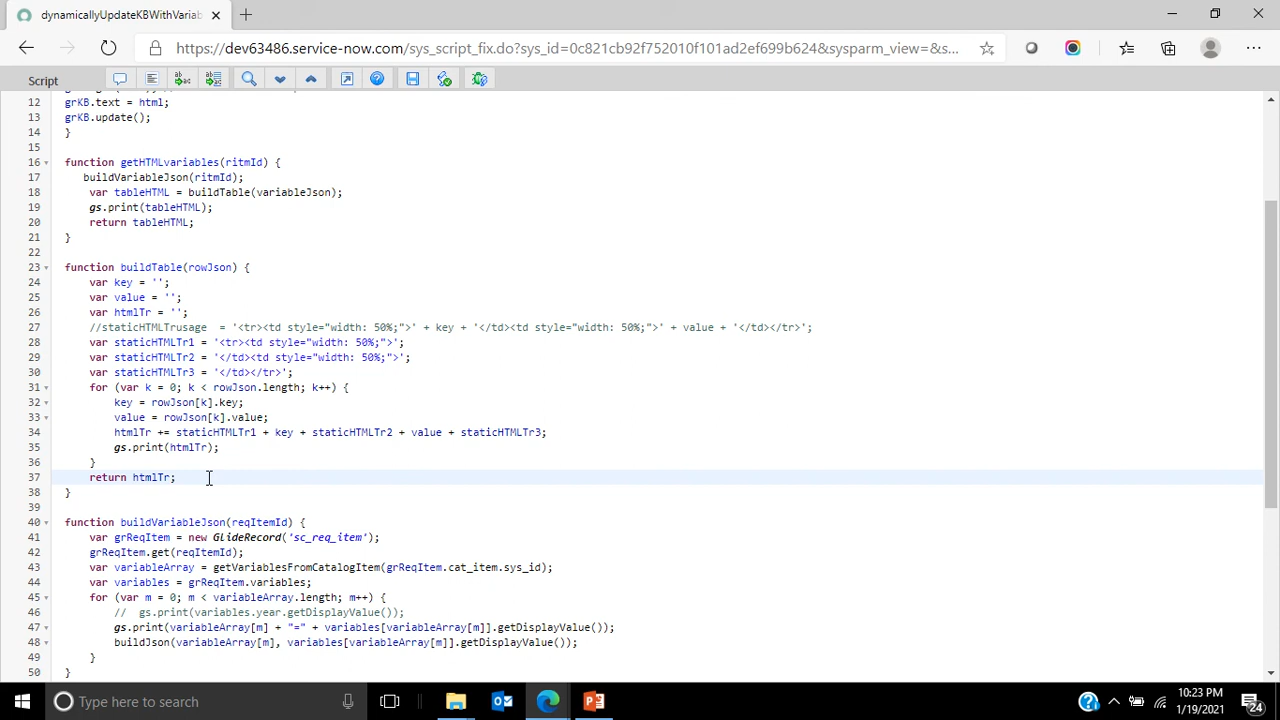 dynamicallyUpdateKBWithVariab
https://dev63486.service-now.com/sys_script_fix.do?sys_id=0c821cb92f752010f101ad2ef699b624&sysparm_view=&s...
Script
12 grKB.text = html;
13 grKB.update();
14 }
15
16 function getHTMLvariables(ritmId) {
17 buildVariableJson(ritmId);
18 var tableHTML = buildTable(variableJson);
19 gs.print(tableHTML);
20 return tableHTML;
21 }
22
23 function buildTable(rowJson) {
24 var key = '';
25 var value = '';
26 var htmlTr = '';
27 //staticHTMLTrusage = '<tr><td style="width: 50%;">' + key + '</td><td style="width: 50%;">' + value + '</td></tr>';
28 var staticHTMLTr1 = '<tr><td style="width: 50%;">';
29 var staticHTMLTr2 = '</td><td style="width: 50%;">';
30 var staticHTMLTr3 = '</td></tr>';
31 for (var k = 0; k < rowJson.length; k++) {
32 key = rowJson[k].key;
33 value = rowJson[k].value;
34 htmlTr += staticHTMLTr1 + key + staticHTMLTr2 + value + staticHTMLTr3;
35 gs.print(htmlTr);
36 }
37 return htmlTr;
38 }
39
40 function buildVariableJson(reqItemId) {
41 var grReqItem = new GlideRecord('sc_req_item');
42 grReqItem.get(reqItemId);
43 var variableArray = getVariablesFromCatalogItem(grReqItem.cat_item.sys_id);
44 var variables = grReqItem.variables;
45 for (var m = 0; m < variableArray.length; m++) {
46 // gs.print(variables.year.getDisplayValue());
47 gs.print(variableArray[m] + "=" + variables[variableArray[m]].getDisplayValue());
48 buildJson(variableArray[m], variables[variableArray[m]].getDisplayValue());
49 }
50 }
Type here to search
10:23 PM
1/19/2021
24